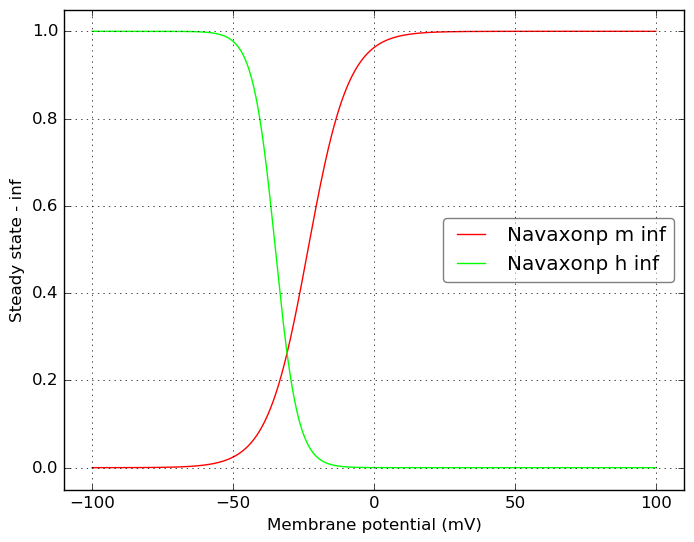 1.0
0.8
0.6
0.4
0.2
0.0
Steady state - inf
Navaxonp m inf
Navaxonp h inf
−100 −50 0 50 100
Membrane potential (mV)